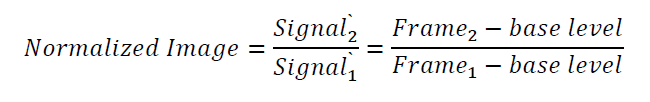 Normalized Image = Signal`₂ / Signal`₁ = Frame₂ − base level / Frame₁ − base level